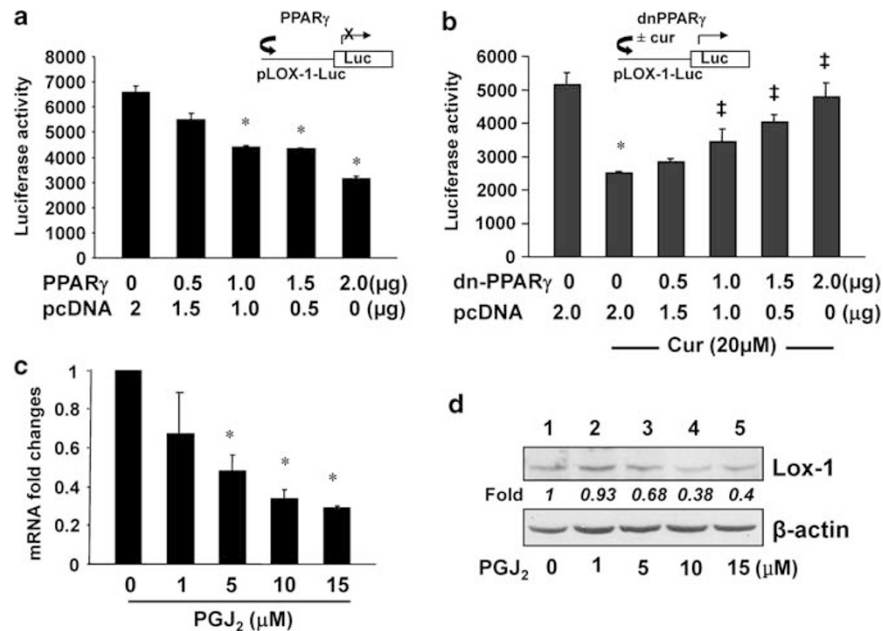 a
PPARγ
X
Luc
pLOX-1-Luc
Luciferase activity
8000
7000
6000
5000
4000
3000
2000
1000
0
*
*
*
PPARγ 0 0.5 1.0 1.5 2.0(µg)
pcDNA 2 1.5 1.0 0.5 0 (µg)
b
dnPPARγ
± cur
Luc
pLOX-1-Luc
Luciferase activity
6000
5000
4000
3000
2000
1000
0
*
‡
‡
‡
dn-PPARγ 0 0 0.5 1.0 1.5 2.0(µg)
pcDNA 2.0 2.0 1.5 1.0 0.5 0 (µg)
Cur (20µM)
c
mRNA fold changes
1
0.8
0.6
0.4
0.2
0
*
*
*
0 1 5 10 15
PGJ₂ (µM)
d
1 2 3 4 5
Lox-1
Fold 1 0.93 0.68 0.38 0.4
β-actin
PGJ₂ 0 1 5 10 15 (µM)